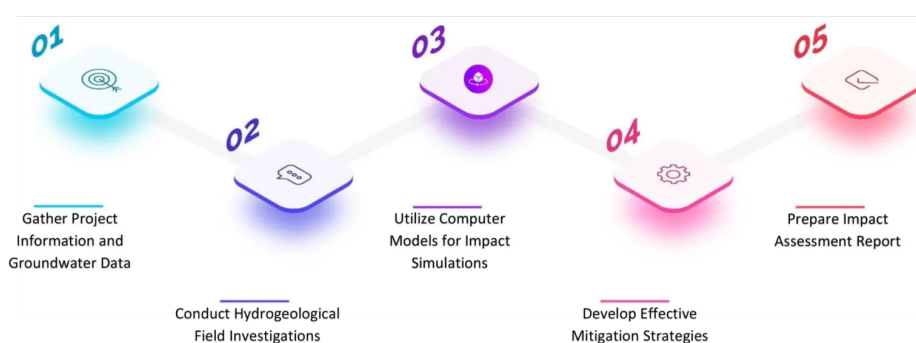 01
Gather Project
Information and
Groundwater Data
02
Conduct Hydrogeological
Field Investigations
03
Utilize Computer
Models for Impact
Simulations
04
Develop Effective
Mitigation Strategies
05
Prepare Impact
Assessment Report